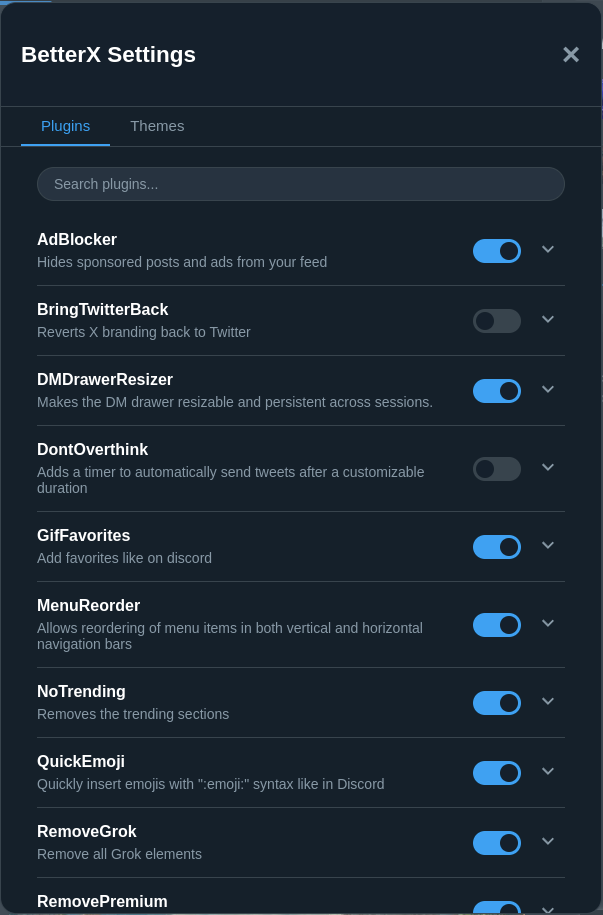 BetterX Settings
Plugins
Themes
Search plugins...
AdBlocker
Hides sponsored posts and ads from your feed
BringTwitterBack
Reverts X branding back to Twitter
DMDrawerResizer
Makes the DM drawer resizable and persistent across sessions.
DontOverthink
Adds a timer to automatically send tweets after a customizable
duration
GifFavorites
Add favorites like on discord
MenuReorder
Allows reordering of menu items in both vertical and horizontal
navigation bars
NoTrending
Removes the trending sections
QuickEmoji
Quickly insert emojis with ":emoji:" syntax like in Discord
RemoveGrok
Remove all Grok elements
RemovePremium